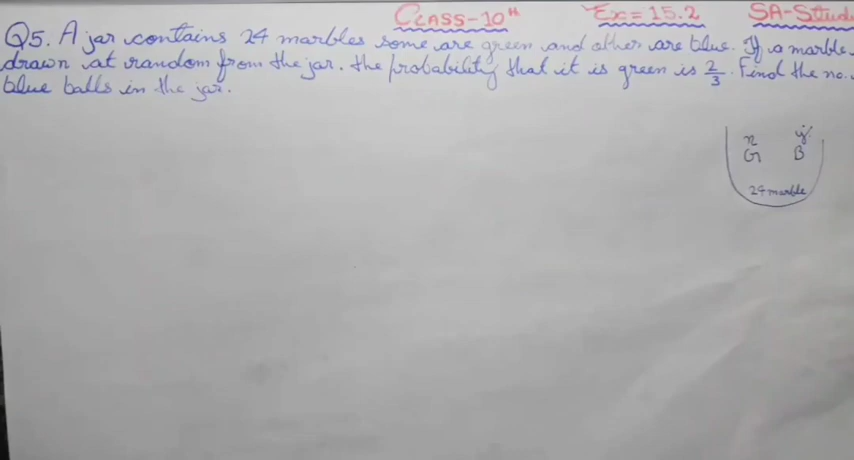 CLASS-10th Ex=15.2 SA-Stud
Q5. A jar contains 24 marbles some are green and other are blue. If a marble
drawn at random from the jar. the probability that it is green is 2/3. Find the no.
blue balls in the jar.
x y
G B
24 marble